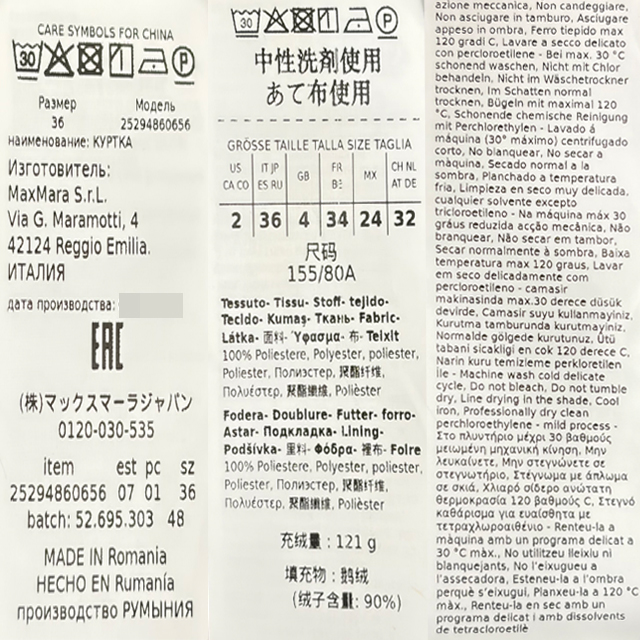 CARE SYMBOLS FOR CHINA
30 P
Размер Модель
36 25294860656
наименование: КУРТКА
Изготовитель:
MaxMara S.r.L.
Via G. Maramotti, 4
42124 Reggio Emilia.
ИТАЛИЯ
дата производства:
EAC
(株)マックスマーラジャパン
0120-030-535
item est pc sz
25294860656 07 01 36
batch: 52.695.303 48
MADE IN Romania
HECHO EN Rumanía
производство РУМЫНИЯ
30 P
中性洗剤使用
あて布使用
GRÖSSE TAILLE TALLA SIZE TAGLIA
US CA CO IT JP ES RU GB FR BE MX CH NL AT DE
2 36 4 34 24 32
尺码
155/80A
Tessuto- Tissu- Stoff- tejido-
Tecido- Kumaş- Ткань- Fabric-
Látka- 面料- Ύφασμα- 布- Teixit
100% Poliestere, Polyester, poliester,
Poliester, Полиэстер, 聚酯纤维,
Πολυέστερ, 聚酯繊維, Polièster
Fodera- Doublure- Futter- forro-
Astar- Подкладка- Lining-
Podšívka- 里料- Φόδρα- 裡布- Folre
100% Poliestere, Polyester, poliester,
Poliester, Полиэстер, 聚酯纤维,
Πολυέστερ, 聚酯繊維, Polièster
充绒量：121 g
填充物：鹅绒
(绒子含量: 90%)
azione meccanica, Non candeggiare,
Non asciugare in tamburo, Asciugare
appeso in ombra, Ferro tiepido max
120 gradi C, Lavare a secco delicato
con percloroetilene - Bei max. 30 °C
schonend waschen, Nicht mit Chlor
behandeln, Nicht im Wäschetrockner
trocknen, Im Schatten normal
trocknen, Bügeln mit maximal 120
°C, Schonende chemische Reinigung
mit Perchlorethylen - Lavado á
máquina (30° máximo) centrifugado
corto, No blanquear, No secar a
máquina, Secado normal a la
sombra, Planchado a temperatura
fría, Limpieza en seco muy delicada,
cualquier solvente excepto
tricloroetileno - Na máquina máx 30
gráus reduzida acção mecânica, Não
branquear, Não secar em tambor,
Secar normalmente à sombra, Baixa
temperatura max 120 graus, Lavar
em seco delicadamente com
percloroetileno - camasir
makinasinda max.30 derece düsük
devirde, Camasir suyu kullanmayiniz,
Kurutma tamburunda kurutmayiniz,
Normalde gölgede kurutunuz, Ütü
tabani sicakligi en cok 120 derece C,
Narin kuru temizleme perkloretilen
ile - Machine wash cold delicate
cycle, Do not bleach, Do not tumble
dry, Line drying in the shade, Cool
iron, Professionally dry clean
perchloroethylene - mild process -
Στο πλυντήριο μέχρι 30 βαθμούς
μειωμένη μηχανική κίνηση, Μην
λευκαίνετε, Μην στεγνώνετε σε
στεγνωτήριο, Στέγνωμα με άπλωμα
σε σκιά, Χλιαρό σίδερο ανώτατη
θερμοκρασία 120 βαθμούς C, Στεγνό
καθάρισμα για ευαίσθητα με
τετραχλωροαιθένιο - Renteu-la a
màquina amb un programa delicat a
30 °C màx., No utilitzeu lleixiu ni
blanquejants, No l'eixugueu a
l'assecadora, Esteneu-la a l'ombra
perquè s'eixugui, Planxeu-la a 120 °C
màx., Renteu-la en sec amb un
programa delicat i amb dissolvents
de tetracloroetilè